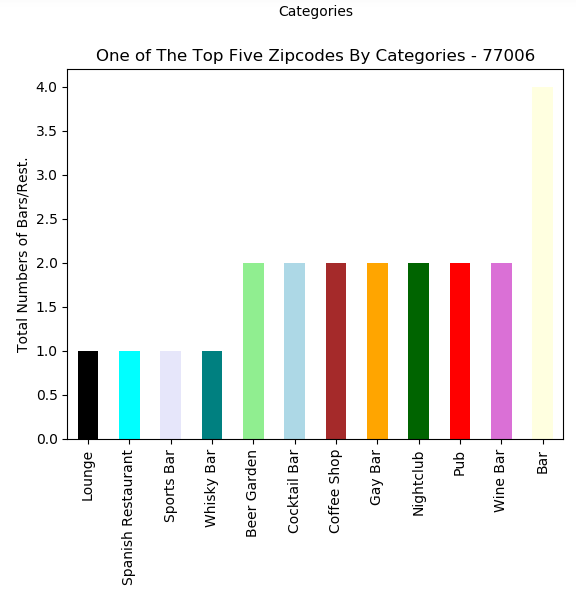 Categories
One of The Top Five Zipcodes By Categories - 77006
Total Numbers of Bars/Rest.
4.0
3.5
3.0
2.5
2.0
1.5
1.0
0.5
0.0
Lounge
Spanish Restaurant
Sports Bar
Whisky Bar
Beer Garden
Cocktail Bar
Coffee Shop
Gay Bar
Nightclub
Pub
Wine Bar
Bar